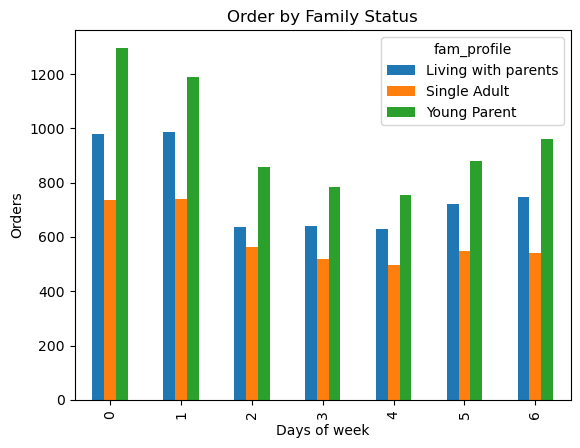 Order by Family Status
fam_profile
Living with parents
Single Adult
Young Parent
Orders
1200
1000
800
600
400
200
0
0 1 2 3 4 5 6
Days of week